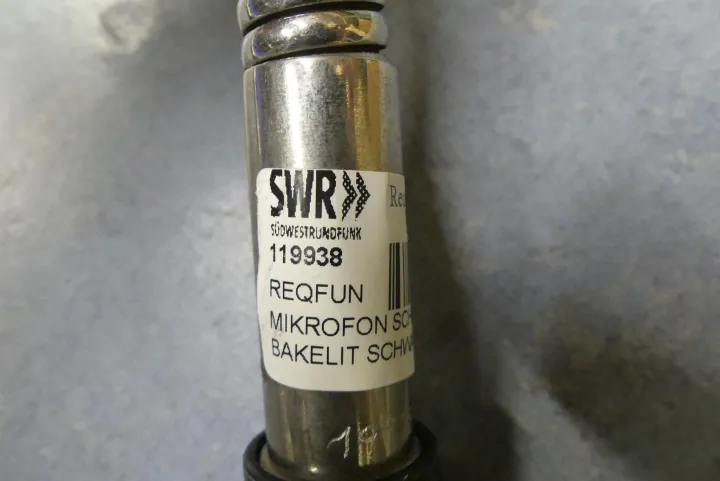 SWR
SÜDWESTRUNDFUNK
119938
REQFUN
MIKROFON
BAKELIT